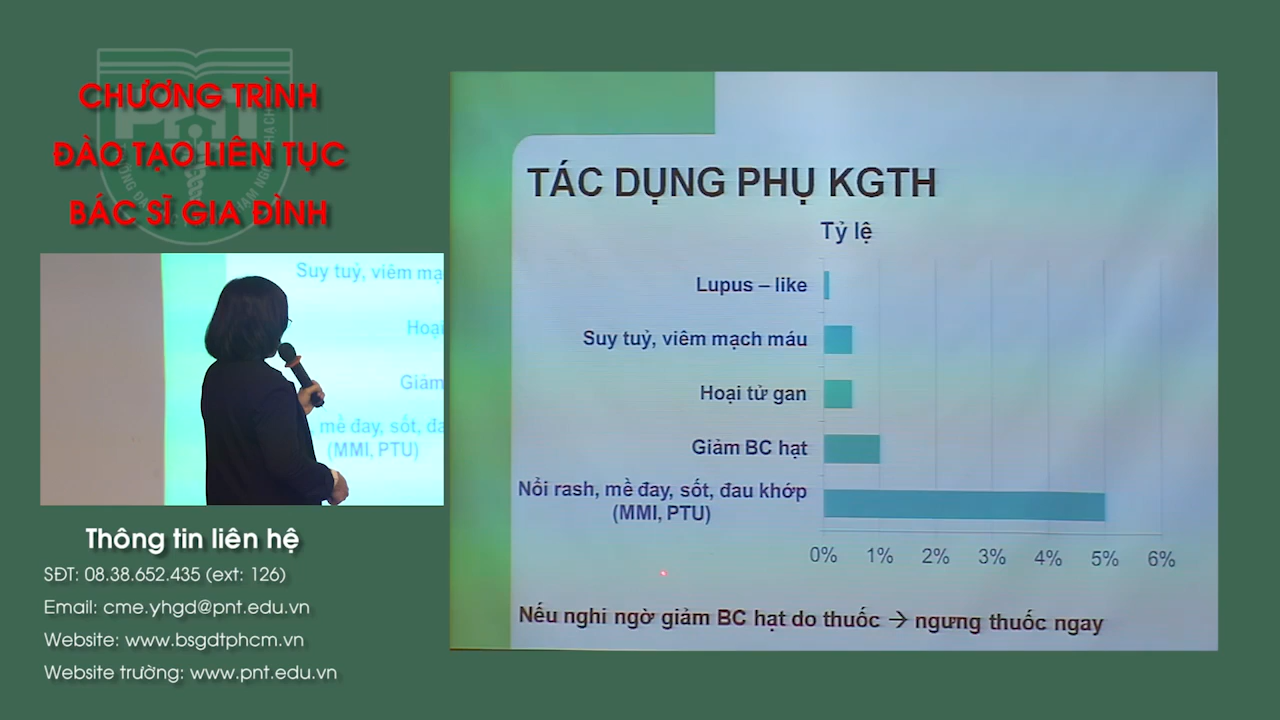 CHƯƠNG TRÌNH
ĐÀO TẠO LIÊN TỤC
BÁC SĨ GIA ĐÌNH
Suy tuỷ, viêm mạ
Hoại
Giảm
mề đay, sốt, đa
(MMI, PTU)
Thông tin liên hệ
SĐT: 08.38.652.435 (ext: 126)
Email: cme.yhgd@pnt.edu.vn
Website: www.bsgdtphcm.vn
Website trường: www.pnt.edu.vn
TÁC DỤNG PHỤ KGTH
Tỷ lệ
Lupus – like
Suy tuỷ, viêm mạch máu
Hoại tử gan
Giảm BC hạt
Nổi rash, mề đay, sốt, đau khớp
(MMI, PTU)
0% 1% 2% 3% 4% 5% 6%
Nếu nghi ngờ giảm BC hạt do thuốc → ngưng thuốc ngay